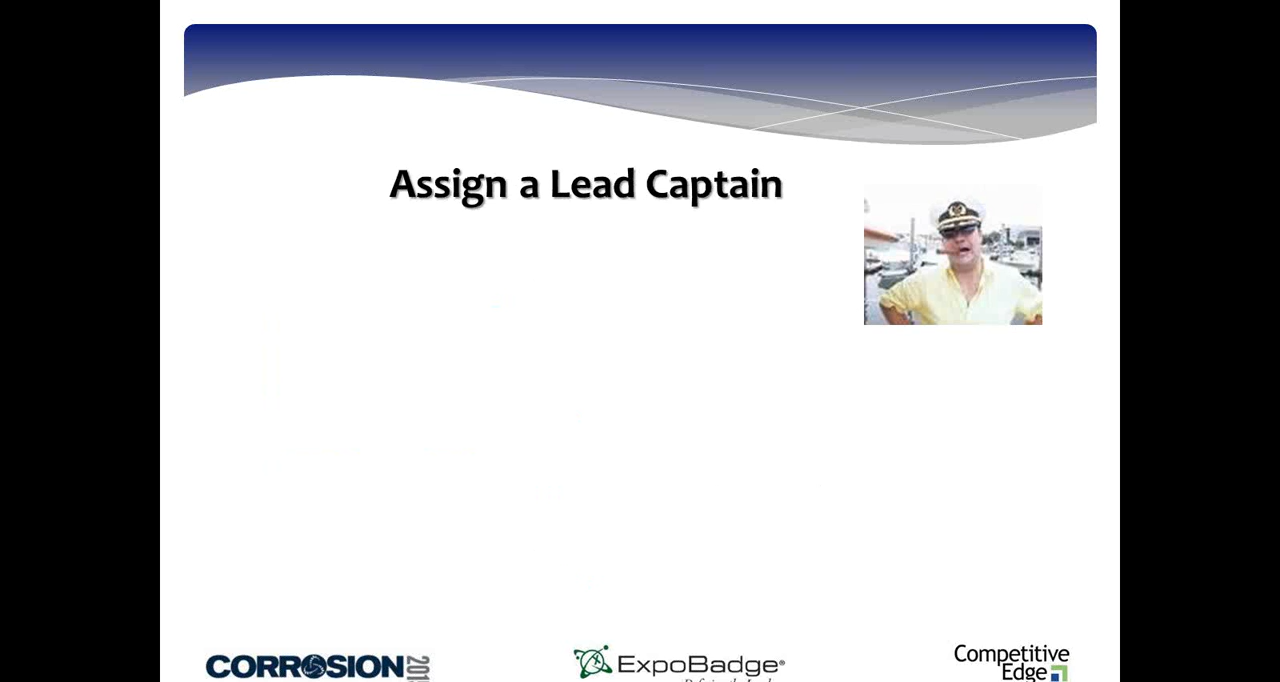 Assign a Lead Captain
CORROSION
ExpoBadge®
Competitive
Edge